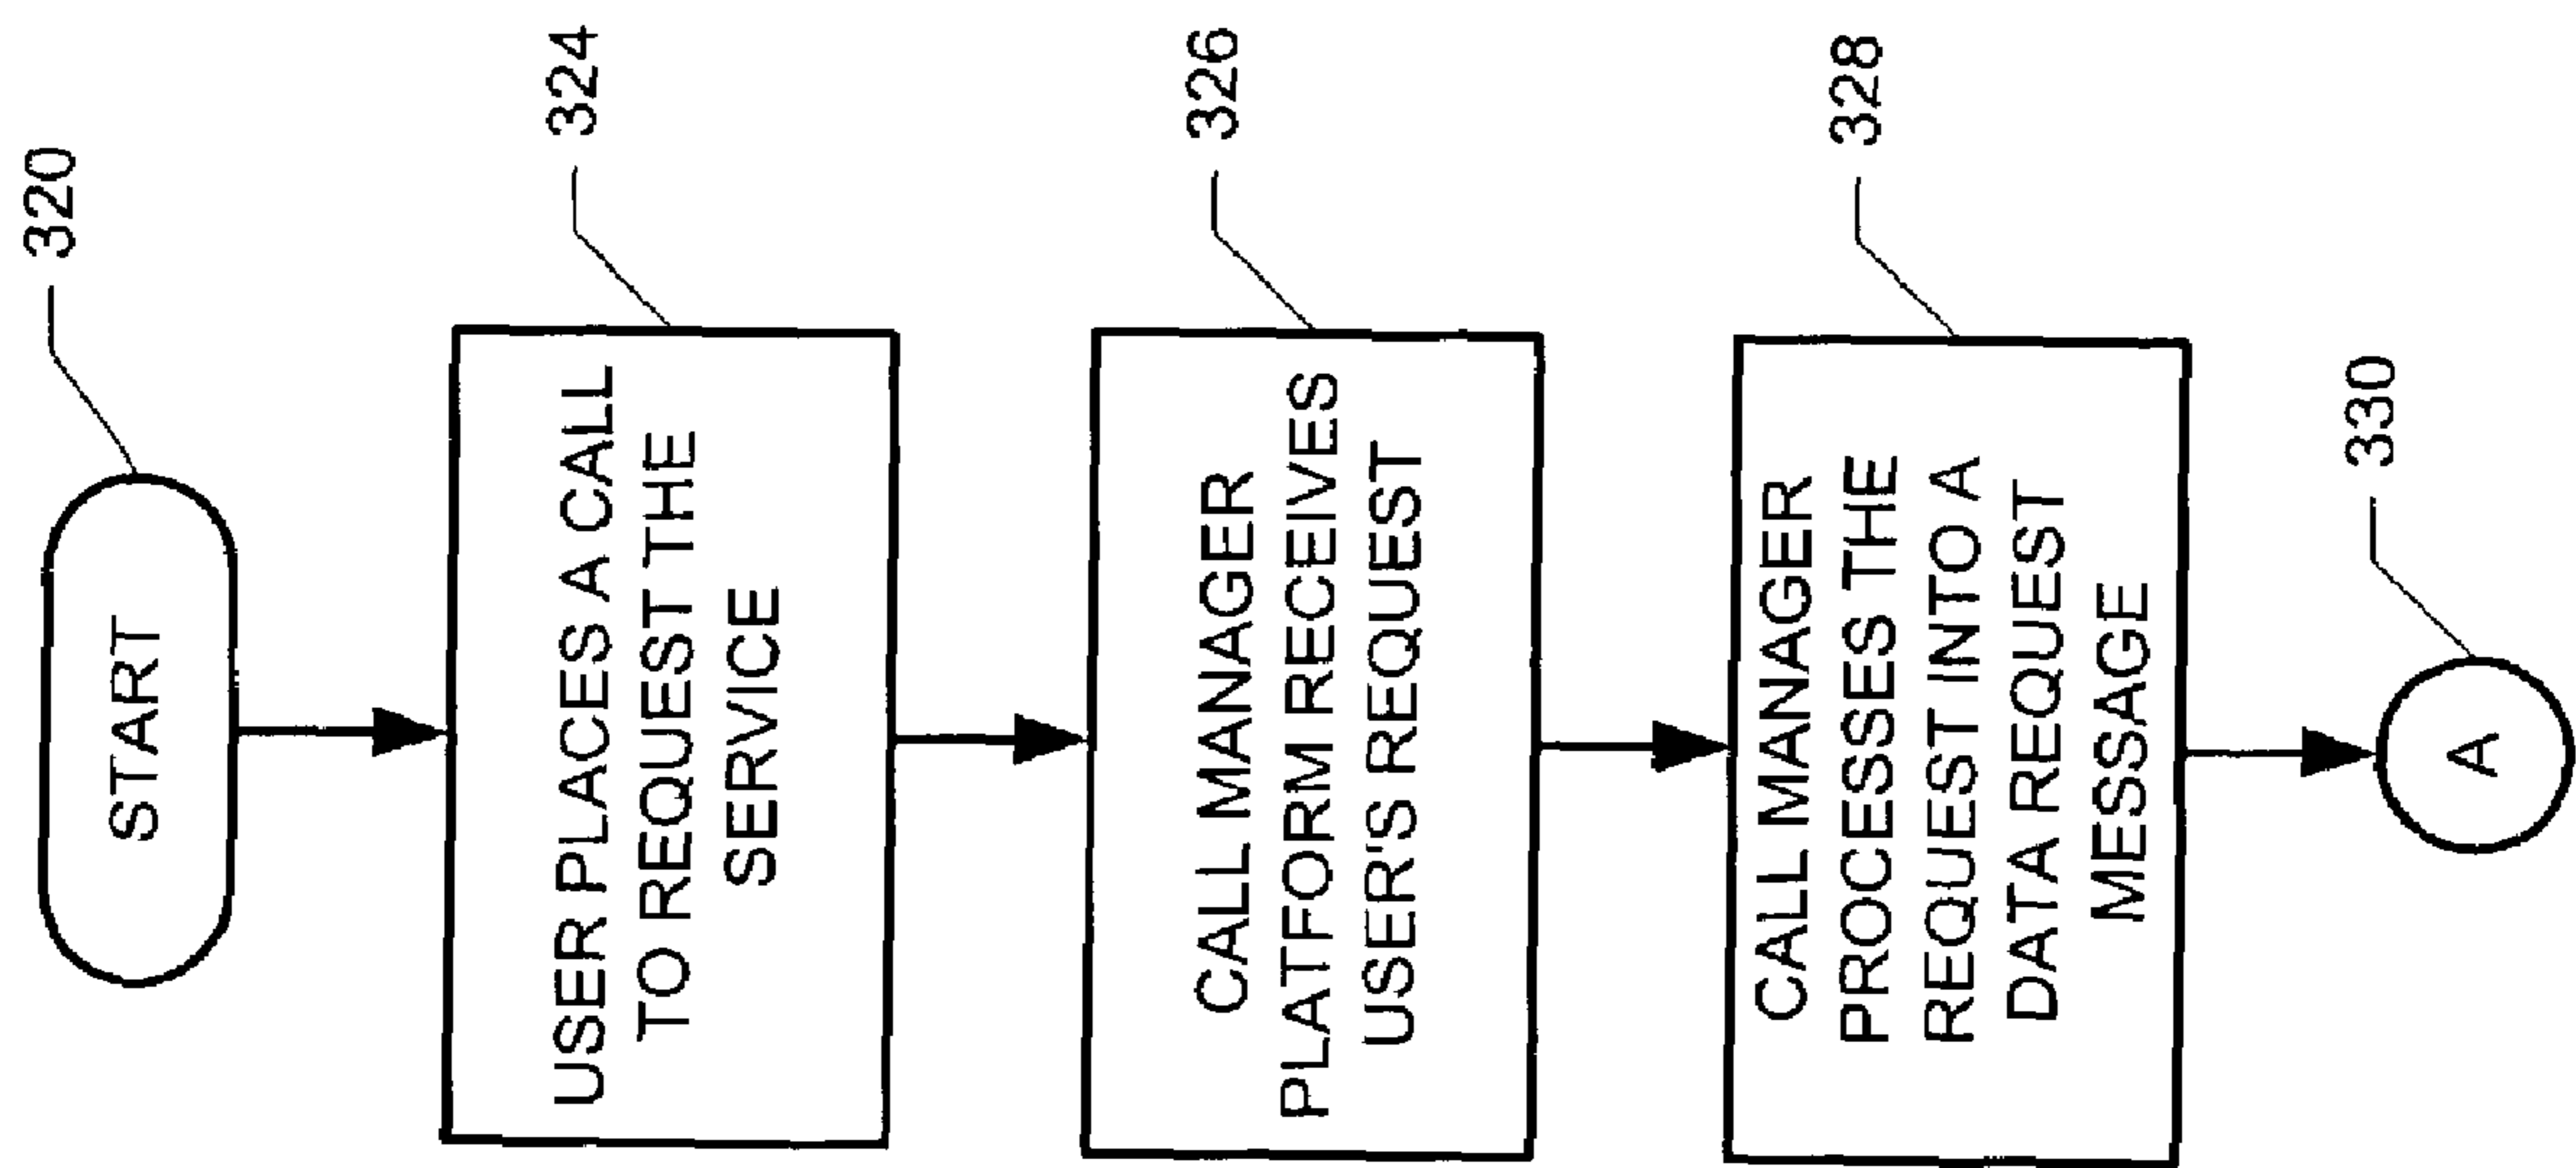 START
320
USER PLACES A CALL
TO REQUEST THE
SERVICE
324
CALL MANAGER
PLATFORM RECEIVES
USER'S REQUEST
326
CALL MANAGER
PROCESSES THE
REQUEST INTO A
DATA REQUEST
MESSAGE
328
A
330